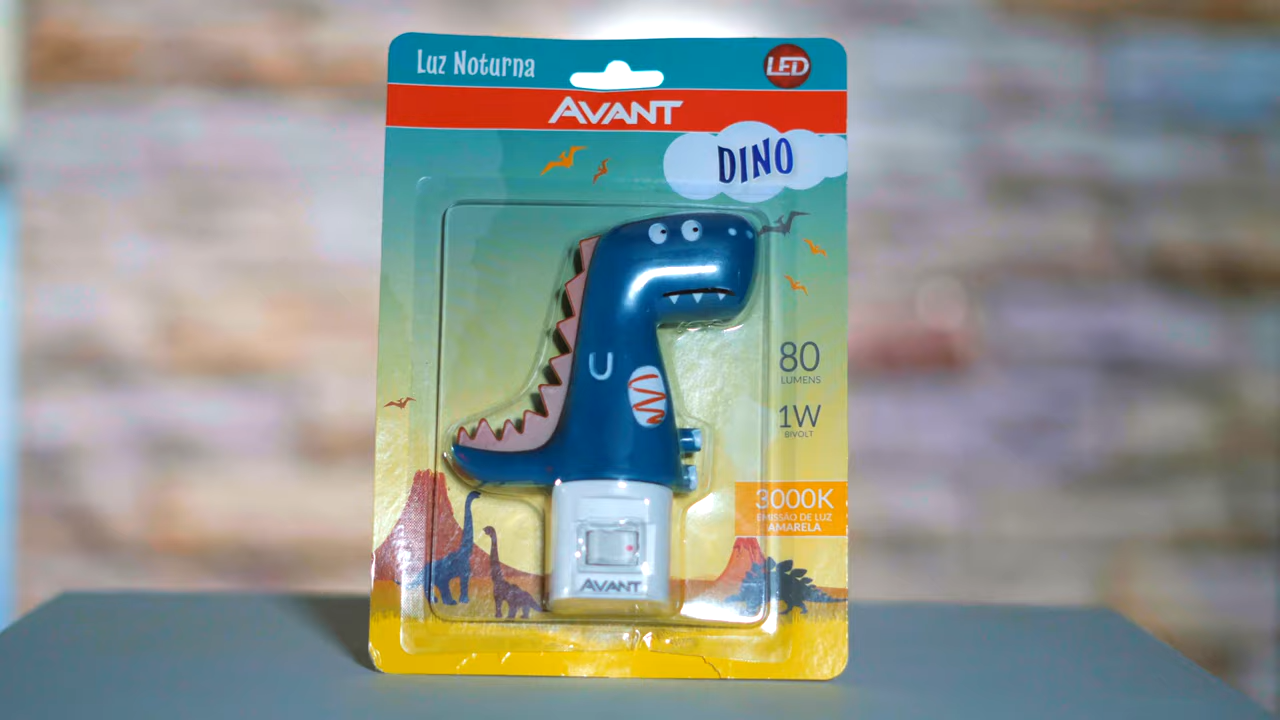 Luz Noturna
LED
AVANT
DINO
80
LUMENS
1W
BIVOLT
3000K
EMISSÃO DE LUZ
AMARELA
AVANT